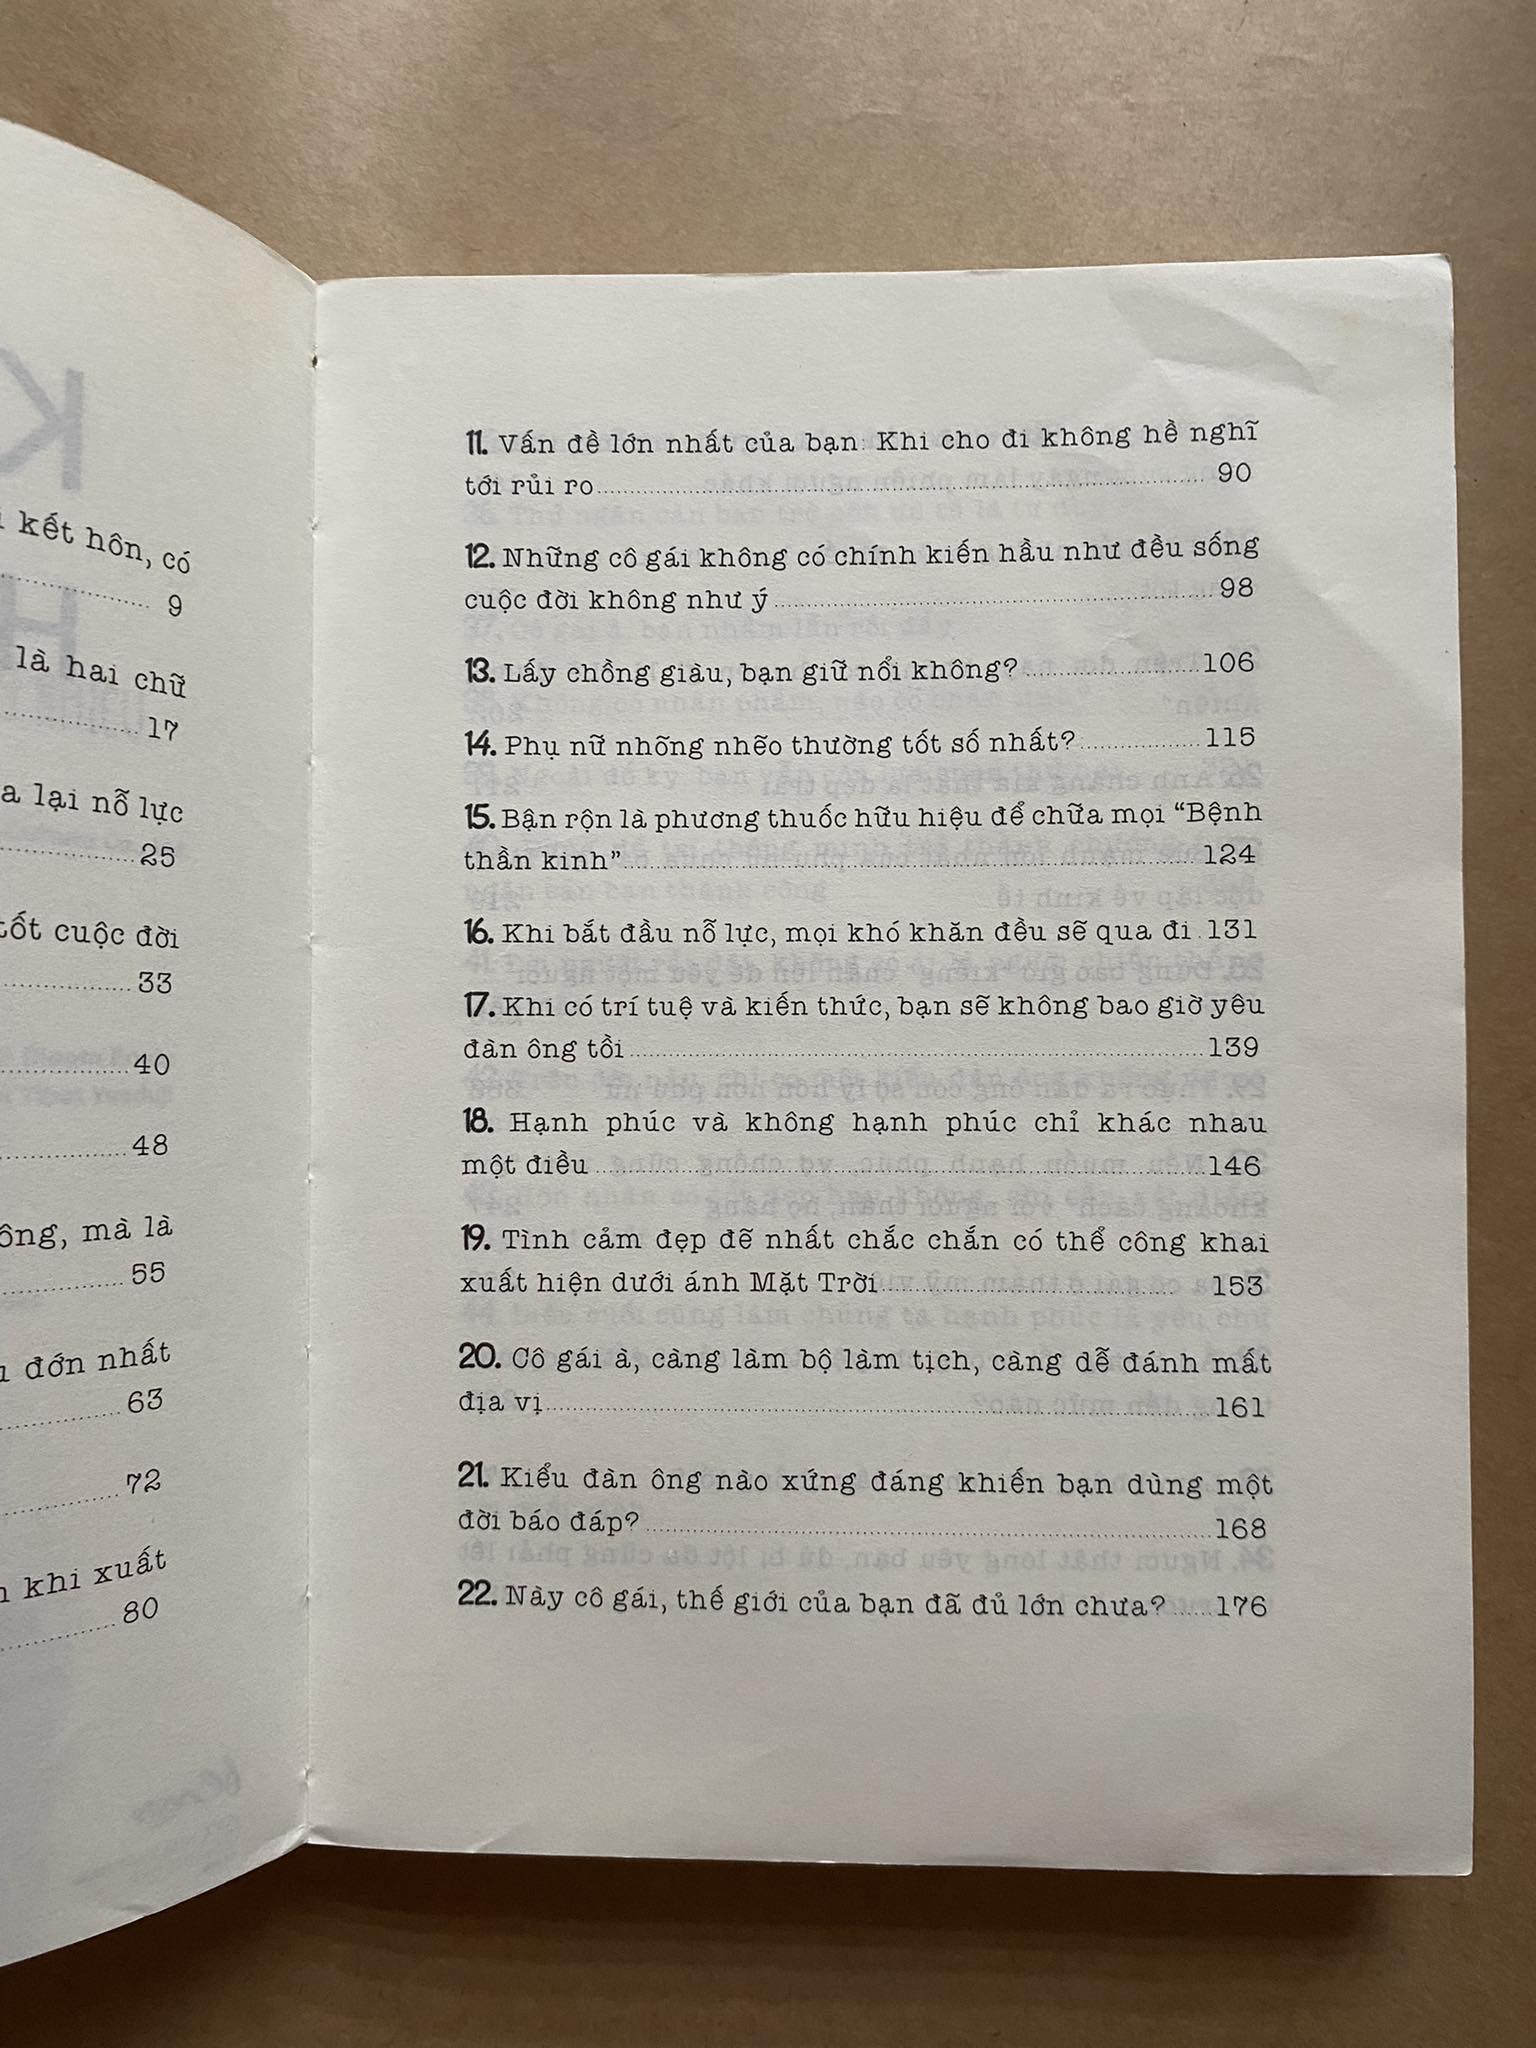 kết hôn, có
9
là hai chữ
17
lại nỗ lực
25
tốt cuộc đời
33
40
48
ông, mà là
55
đớn nhất
63
72
khi xuất
80
11. Vấn đề lớn nhất của bạn: Khi cho đi không hề nghĩ
tới rủi ro 90
12. Những cô gái không có chính kiến hầu như đều sống
cuộc đời không như ý 98
13. Lấy chồng giàu, bạn giữ nổi không? 106
14. Phụ nữ nhõng nhẽo thường tốt số nhất? 115
15. Bận rộn là phương thuốc hữu hiệu để chữa mọi “Bệnh
thần kinh” 124
16. Khi bắt đầu nỗ lực, mọi khó khăn đều sẽ qua đi 131
17. Khi có trí tuệ và kiến thức, bạn sẽ không bao giờ yêu
đàn ông tồi 139
18. Hạnh phúc và không hạnh phúc chỉ khác nhau
một điều 146
19. Tình cảm đẹp đẽ nhất chắc chắn có thể công khai
xuất hiện dưới ánh Mặt Trời 153
20. Cô gái à, càng làm bộ làm tịch, càng dễ đánh mất
địa vị 161
21. Kiểu đàn ông nào xứng đáng khiến bạn dùng một
đời báo đáp? 168
22. Này cô gái, thế giới của bạn đã đủ lớn chưa? 176